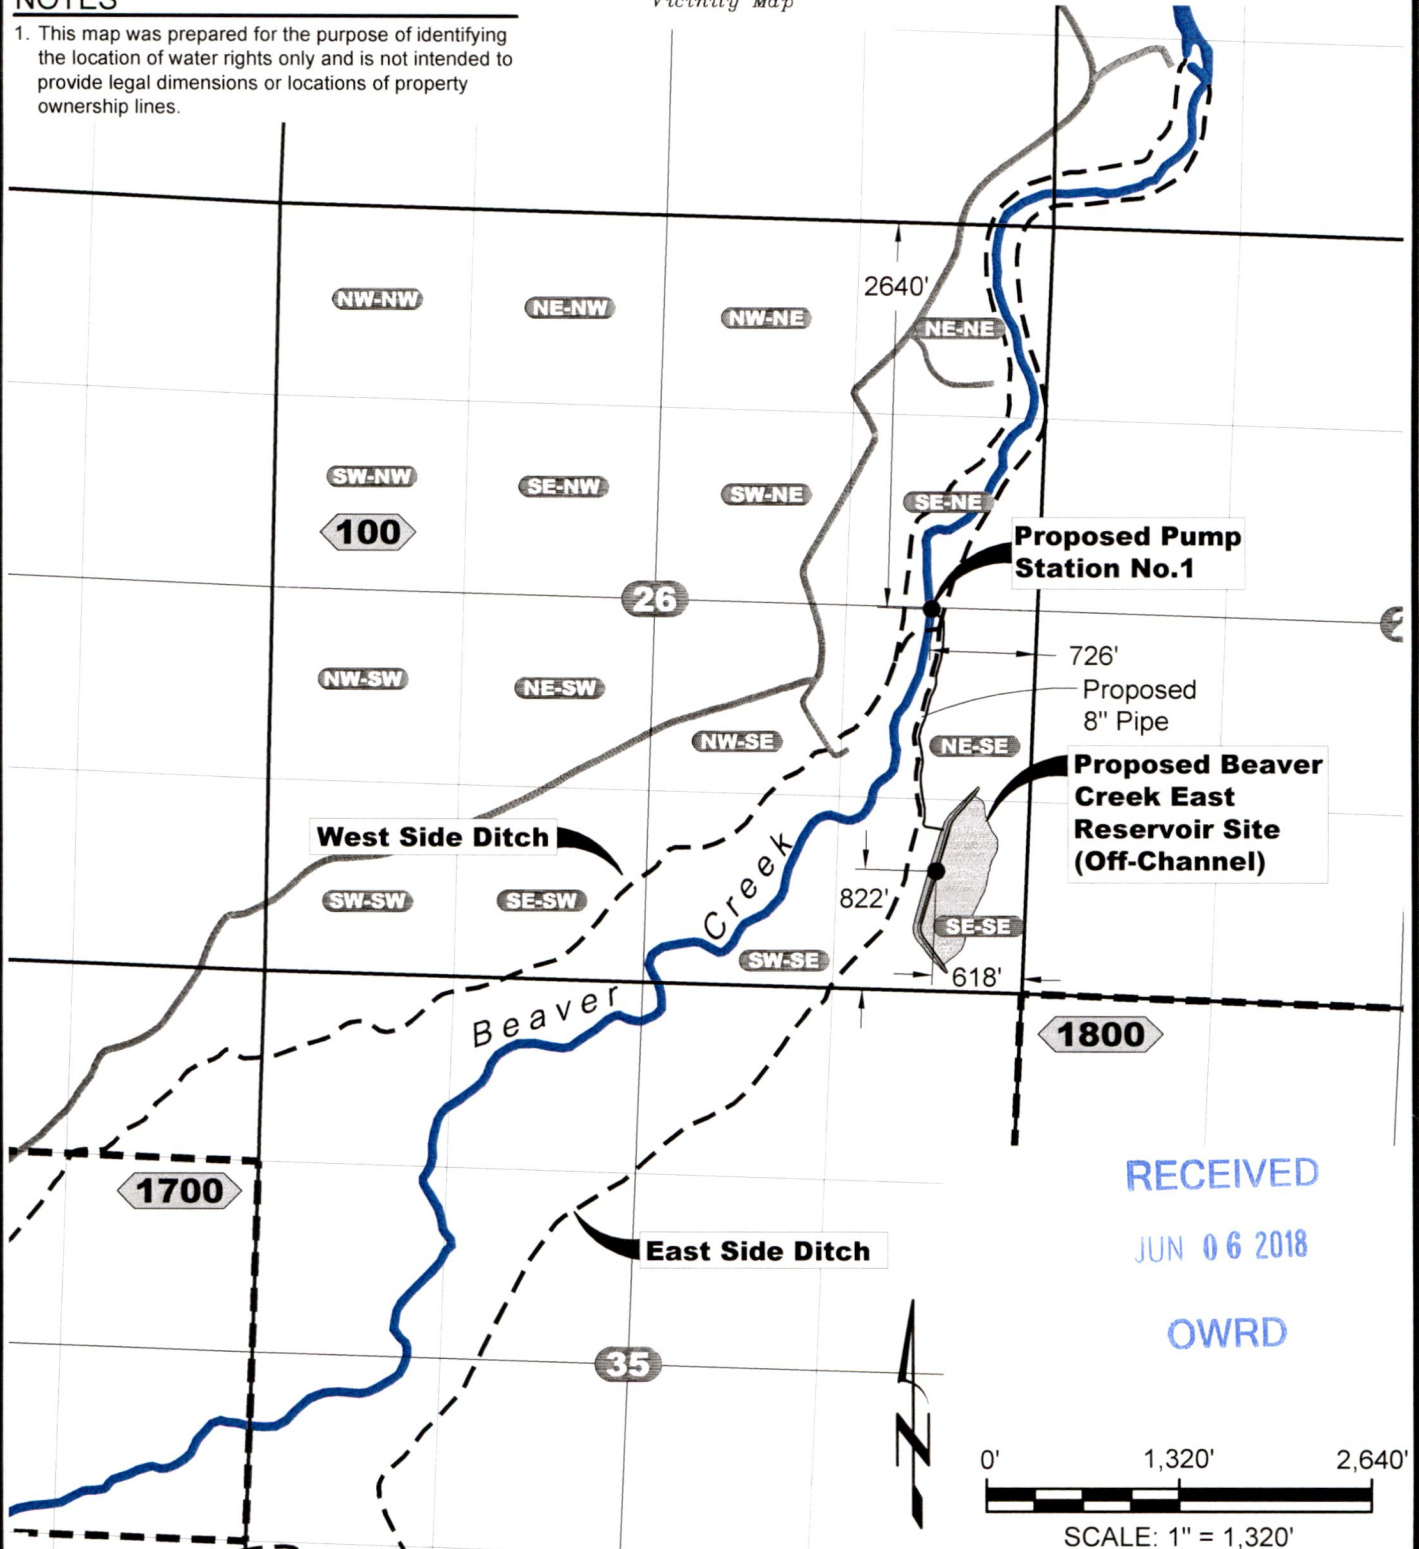 NOTES
Vicinity Map
1. This map was prepared for the purpose of identifying
the location of water rights only and is not intended to
provide legal dimensions or locations of property
ownership lines.
2640'
NW-NW
NE-NW
NW-NE
NE-NE
SW-NW
SE-NW
SW-NE
SE-NE
100
Proposed Pump
Station No.1
26
726'
NW-SW
NE-SW
Proposed
8" Pipe
NW-SE
NE-SE
Proposed Beaver
Creek East
Reservoir Site
(Off-Channel)
West Side Ditch
SW-SW
SE-SW
822'
SE-SE
SW-SE
618'
Beaver Creek
1800
1700
RECEIVED
JUN 06 2018
OWRD
East Side Ditch
35
N
0' 1,320' 2,640'
SCALE: 1" = 1,320'